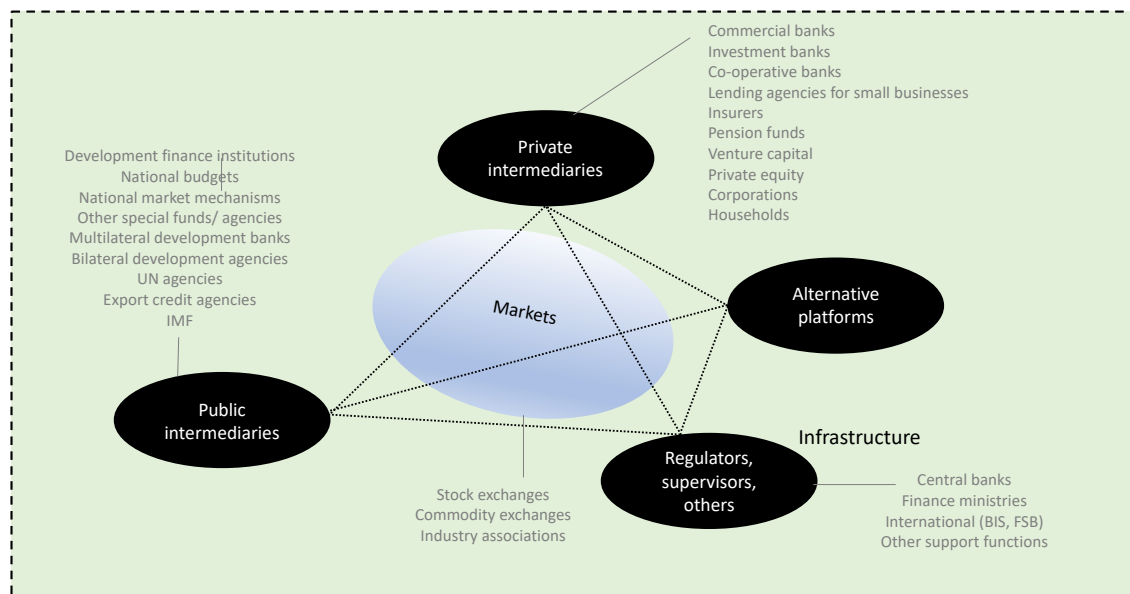 Commercial banks
Investment banks
Co-operative banks
Lending agencies for small businesses
Insurers
Pension funds
Venture capital
Private equity
Corporations
Households
Private
intermediaries
Development finance institutions
National budgets
National market mechanisms
Other special funds/ agencies
Multilateral development banks
Bilateral development agencies
UN agencies
Export credit agencies
IMF
Markets
Alternative
platforms
Public
intermediaries
Infrastructure
Regulators,
supervisors,
others
Stock exchanges
Commodity exchanges
Industry associations
Central banks
Finance ministries
International (BIS, FSB)
Other support functions